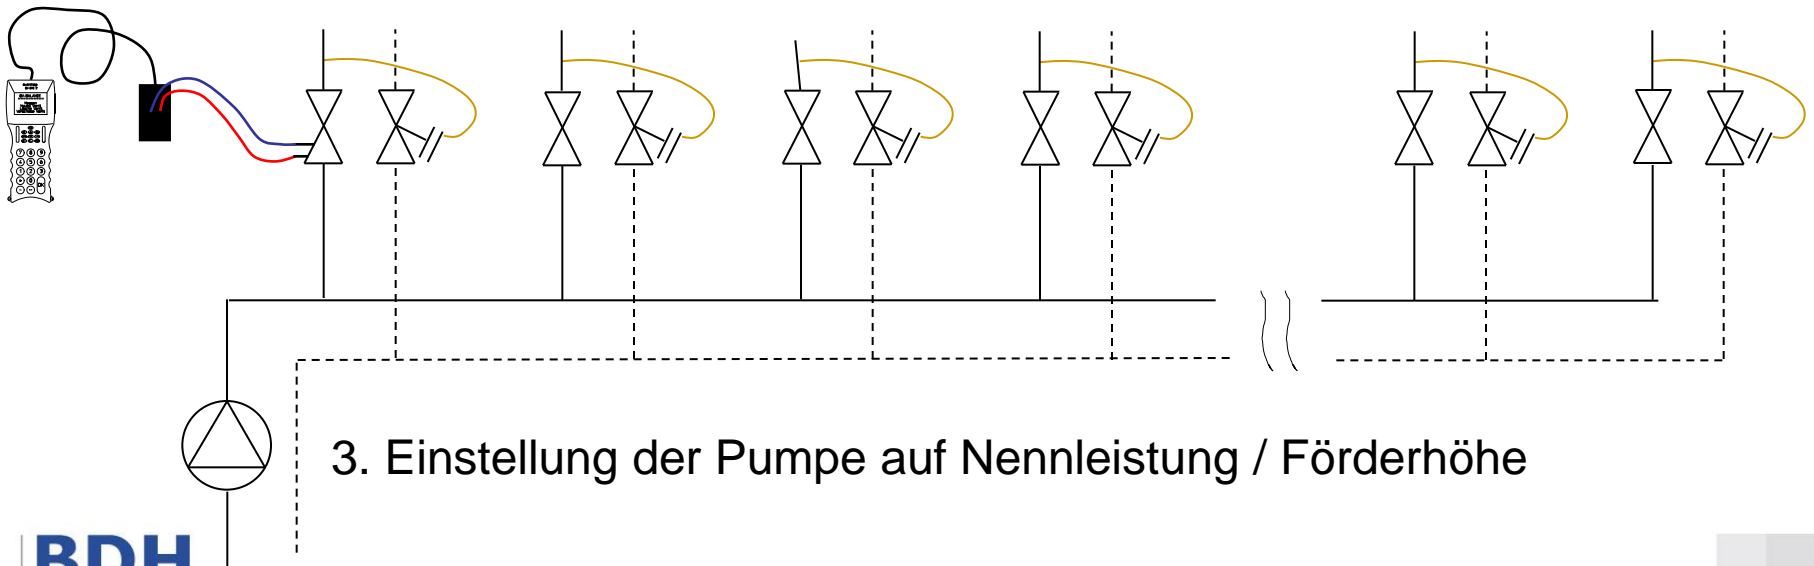 3. Einstellung der Pumpe auf Nennleistung / Förderhöhe
BDH